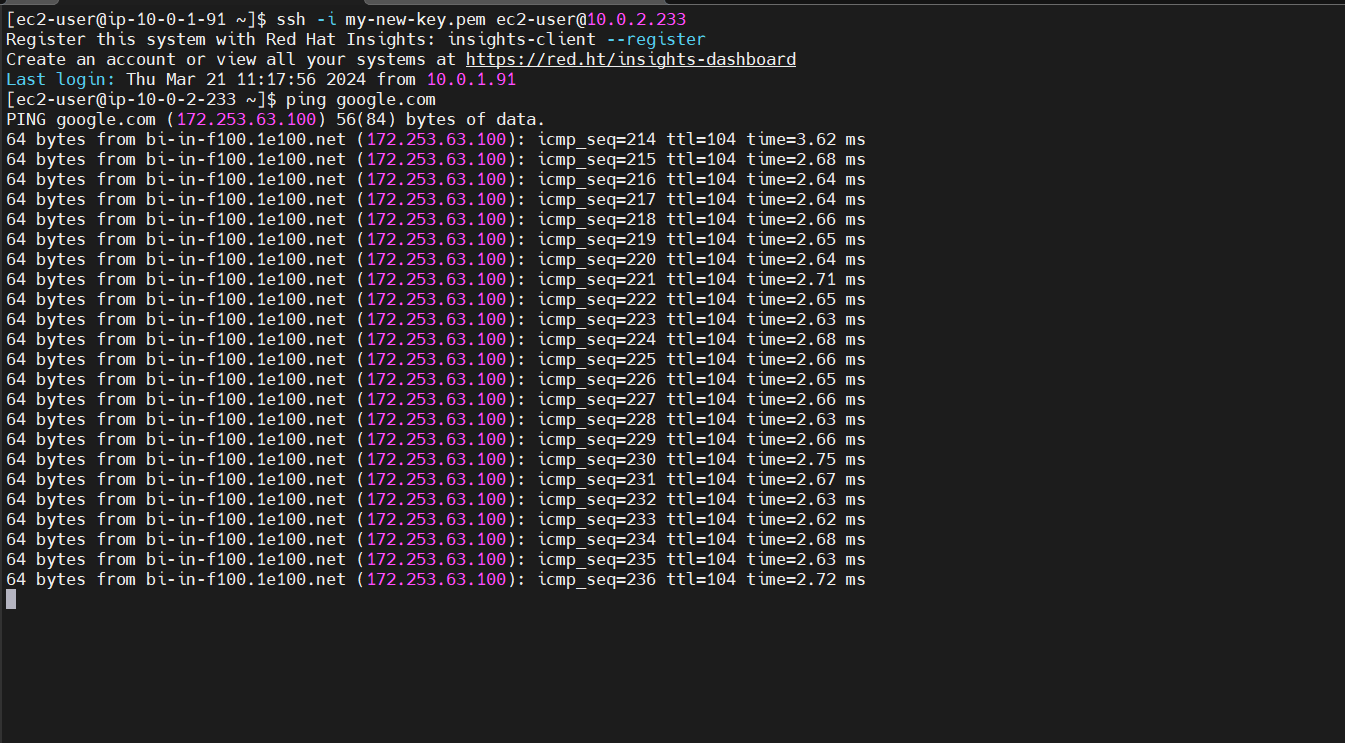 [ec2-user@ip-10-0-1-91 ~]$ ssh -i my-new-key.pem ec2-user@10.0.2.233
Register this system with Red Hat Insights: insights-client --register
Create an account or view all your systems at https://red.ht/insights-dashboard
Last login: Thu Mar 21 11:17:56 2024 from 10.0.1.91
[ec2-user@ip-10-0-2-233 ~]$ ping google.com
PING google.com (172.253.63.100) 56(84) bytes of data.
64 bytes from bi-in-f100.1e100.net (172.253.63.100): icmp_seq=214 ttl=104 time=3.62 ms
64 bytes from bi-in-f100.1e100.net (172.253.63.100): icmp_seq=215 ttl=104 time=2.68 ms
64 bytes from bi-in-f100.1e100.net (172.253.63.100): icmp_seq=216 ttl=104 time=2.64 ms
64 bytes from bi-in-f100.1e100.net (172.253.63.100): icmp_seq=217 ttl=104 time=2.64 ms
64 bytes from bi-in-f100.1e100.net (172.253.63.100): icmp_seq=218 ttl=104 time=2.66 ms
64 bytes from bi-in-f100.1e100.net (172.253.63.100): icmp_seq=219 ttl=104 time=2.65 ms
64 bytes from bi-in-f100.1e100.net (172.253.63.100): icmp_seq=220 ttl=104 time=2.64 ms
64 bytes from bi-in-f100.1e100.net (172.253.63.100): icmp_seq=221 ttl=104 time=2.71 ms
64 bytes from bi-in-f100.1e100.net (172.253.63.100): icmp_seq=222 ttl=104 time=2.65 ms
64 bytes from bi-in-f100.1e100.net (172.253.63.100): icmp_seq=223 ttl=104 time=2.63 ms
64 bytes from bi-in-f100.1e100.net (172.253.63.100): icmp_seq=224 ttl=104 time=2.68 ms
64 bytes from bi-in-f100.1e100.net (172.253.63.100): icmp_seq=225 ttl=104 time=2.66 ms
64 bytes from bi-in-f100.1e100.net (172.253.63.100): icmp_seq=226 ttl=104 time=2.65 ms
64 bytes from bi-in-f100.1e100.net (172.253.63.100): icmp_seq=227 ttl=104 time=2.66 ms
64 bytes from bi-in-f100.1e100.net (172.253.63.100): icmp_seq=228 ttl=104 time=2.63 ms
64 bytes from bi-in-f100.1e100.net (172.253.63.100): icmp_seq=229 ttl=104 time=2.66 ms
64 bytes from bi-in-f100.1e100.net (172.253.63.100): icmp_seq=230 ttl=104 time=2.75 ms
64 bytes from bi-in-f100.1e100.net (172.253.63.100): icmp_seq=231 ttl=104 time=2.67 ms
64 bytes from bi-in-f100.1e100.net (172.253.63.100): icmp_seq=232 ttl=104 time=2.63 ms
64 bytes from bi-in-f100.1e100.net (172.253.63.100): icmp_seq=233 ttl=104 time=2.62 ms
64 bytes from bi-in-f100.1e100.net (172.253.63.100): icmp_seq=234 ttl=104 time=2.68 ms
64 bytes from bi-in-f100.1e100.net (172.253.63.100): icmp_seq=235 ttl=104 time=2.63 ms
64 bytes from bi-in-f100.1e100.net (172.253.63.100): icmp_seq=236 ttl=104 time=2.72 ms